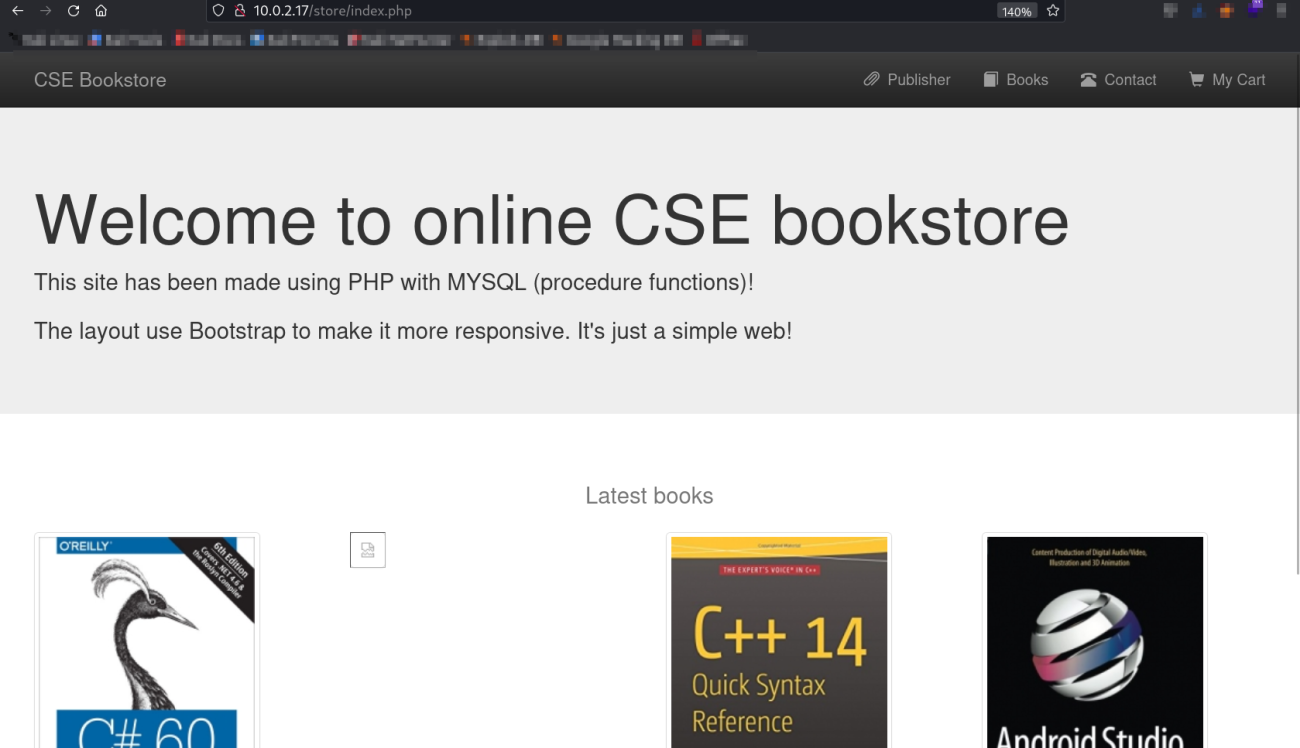 10.0.2.17/store/index.php
140%
CSE Bookstore
Publisher
Books
Contact
My Cart
Welcome to online CSE bookstore
This site has been made using PHP with MYSQL (procedure functions)!
The layout use Bootstrap to make it more responsive. It's just a simple web!
Latest books
O'REILLY
6th Edition
Covers .NET 4.6 &
the Roslyn Compiler
C# 60
THE EXPERT'S VOICE® IN C++
C++ 14
Quick Syntax
Reference
Content Production of Digital Audio/Video,
Illustration and 3D Animation
Android Studio